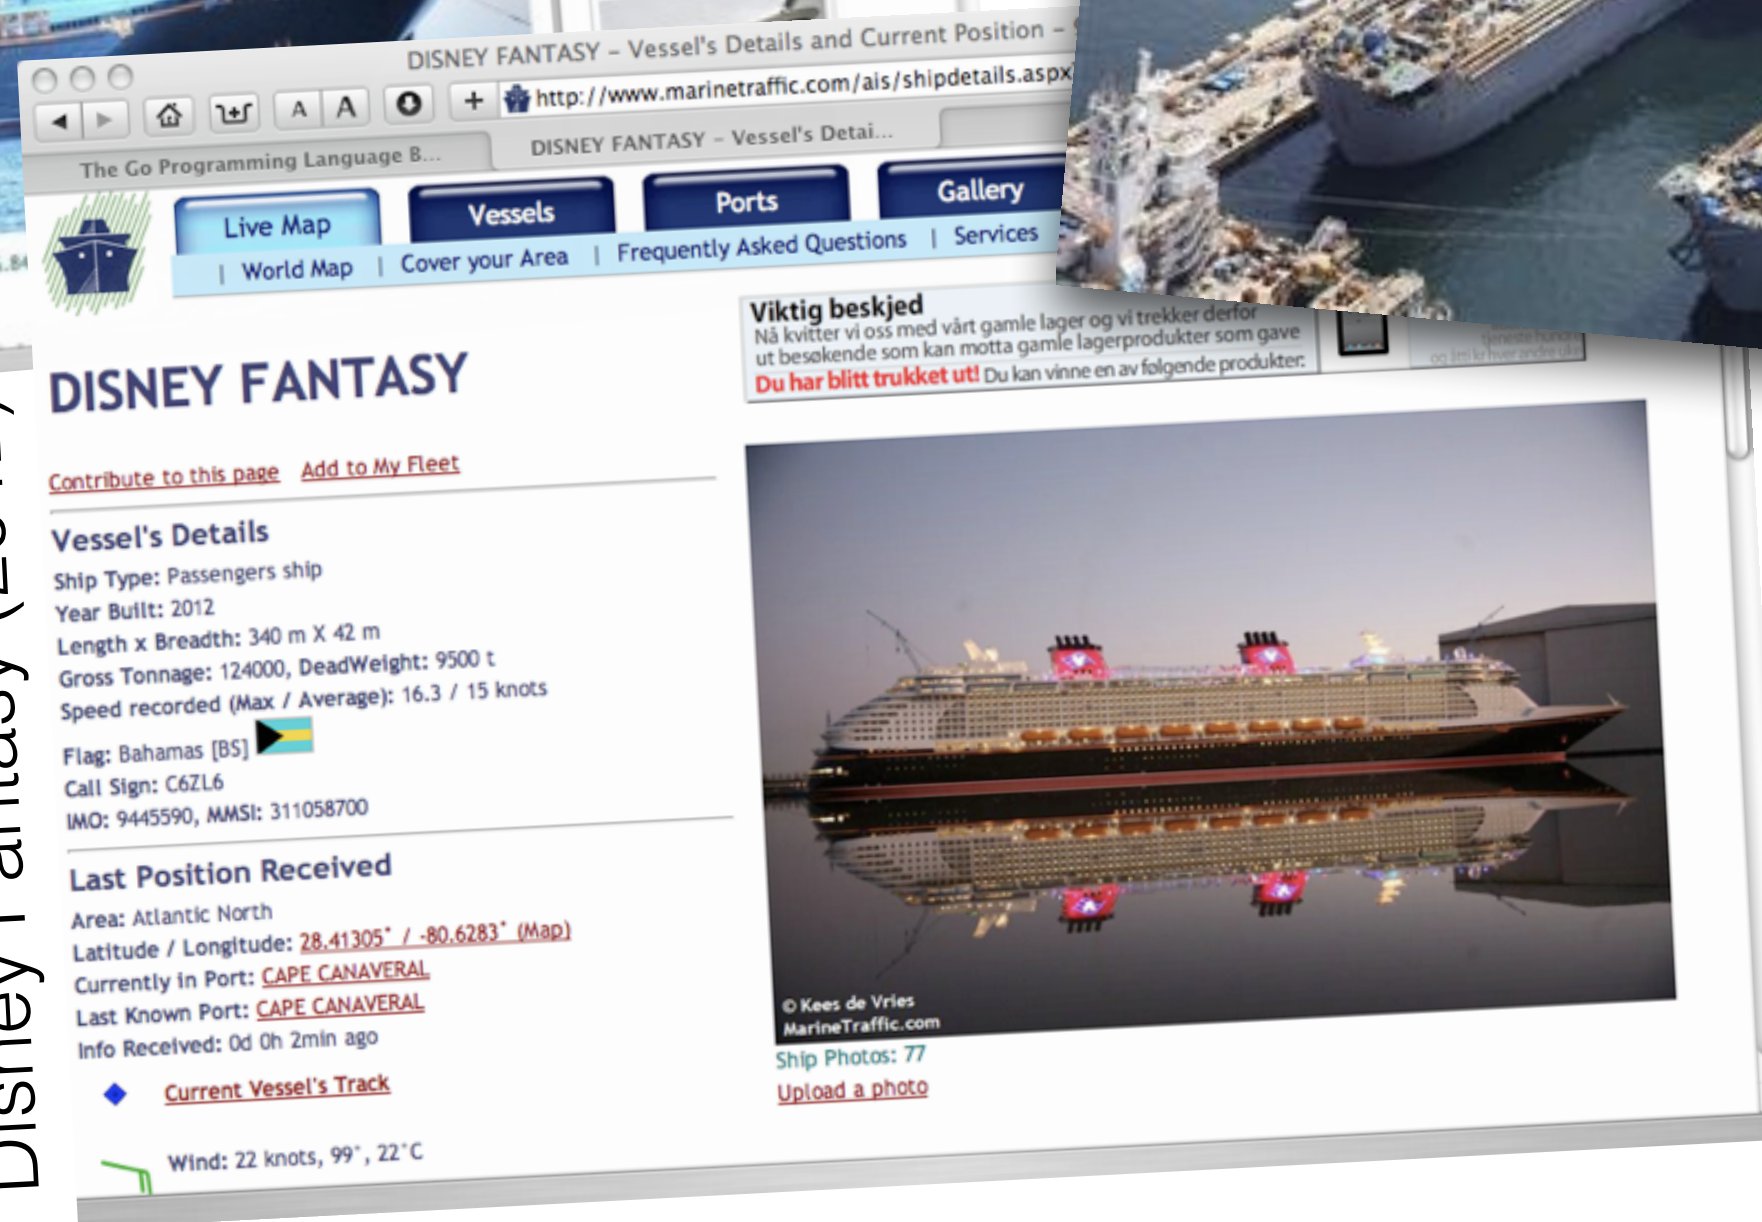 DISNEY FANTASY – Vessel's Details and Current Position –
A A
+ http://www.marinetraffic.com/ais/shipdetails.aspx
The Go Programming Language B...
DISNEY FANTASY – Vessel's Detai...
Live Map Vessels Ports Gallery
| World Map | Cover your Area | Frequently Asked Questions | Services
Viktig beskjed
Nå kvitter vi oss med vårt gamle lager og vi trekker derfor
ut besøkende som kan motta gamle lagerprodukter som gave
Du har blitt trukket ut! Du kan vinne en av følgende produkter:
DISNEY FANTASY
Contribute to this page Add to My Fleet
Vessel's Details
Ship Type: Passengers ship
Year Built: 2012
Length x Breadth: 340 m X 42 m
Gross Tonnage: 124000, DeadWeight: 9500 t
Speed recorded (Max / Average): 16.3 / 15 knots
Flag: Bahamas [BS]
Call Sign: C6ZL6
IMO: 9445590, MMSI: 311058700
Last Position Received
Area: Atlantic North
Latitude / Longitude: 28.41305˚ / -80.6283˚ (Map)
Currently in Port: CAPE CANAVERAL
Last Known Port: CAPE CANAVERAL
Info Received: 0d 0h 2min ago
Current Vessel's Track
Wind: 22 knots, 99˚, 22˚C
© Kees de Vries
MarineTraffic.com
Ship Photos: 77
Upload a photo
Disney Fantasy